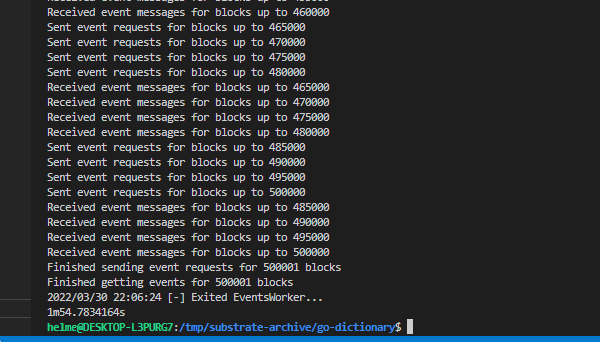 Received event messages for blocks up to 460000
Sent event requests for blocks up to 465000
Sent event requests for blocks up to 470000
Sent event requests for blocks up to 475000
Sent event requests for blocks up to 480000
Received event messages for blocks up to 465000
Received event messages for blocks up to 470000
Received event messages for blocks up to 475000
Received event messages for blocks up to 480000
Sent event requests for blocks up to 485000
Sent event requests for blocks up to 490000
Sent event requests for blocks up to 495000
Sent event requests for blocks up to 500000
Received event messages for blocks up to 485000
Received event messages for blocks up to 490000
Received event messages for blocks up to 495000
Received event messages for blocks up to 500000
Finished sending event requests for 500001 blocks
Finished getting events for 500001 blocks
2022/03/30 22:06:24 [-] Exited EventsWorker...
1m54.7834164s
helme@DESKTOP-L3PURG7:/tmp/substrate-archive/go-dictionary$